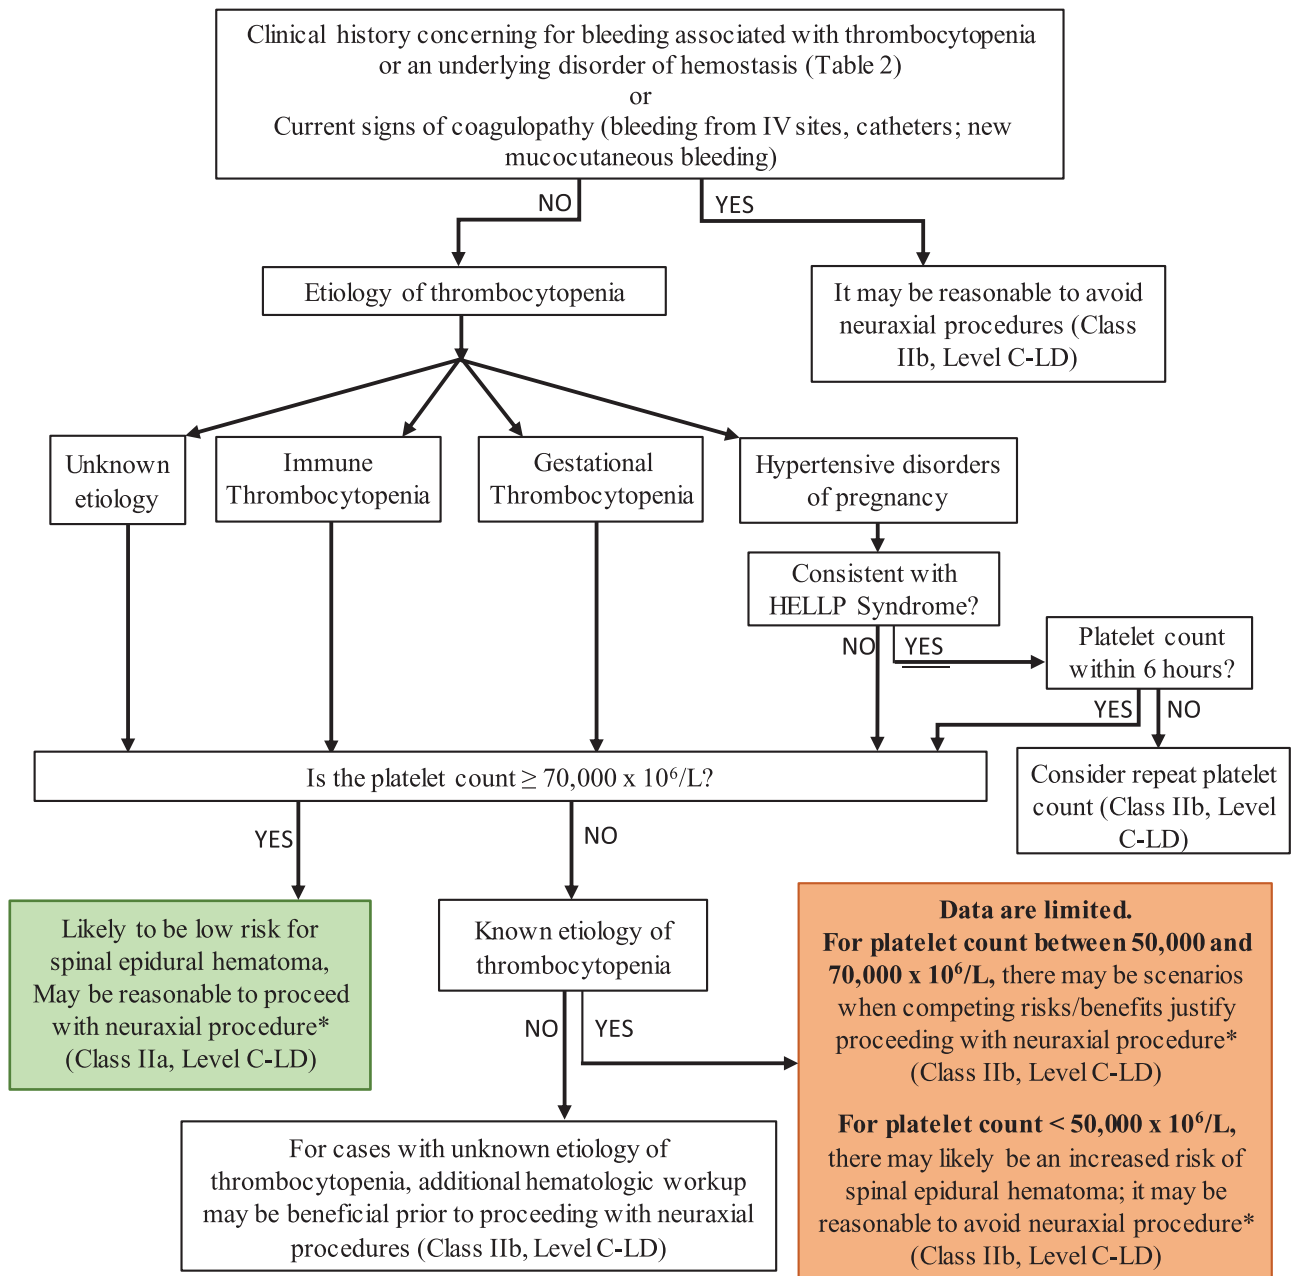 Clinical history concerning for bleeding associated with thrombocytopenia
or an underlying disorder of hemostasis (Table 2)
or
Current signs of coagulopathy (bleeding from IV sites, catheters; new
mucocutaneous bleeding)
NO
YES
Etiology of thrombocytopenia
It may be reasonable to avoid
neuraxial procedures (Class
IIb, Level C-LD)
Unknown
etiology
Immune
Thrombocytopenia
Gestational
Thrombocytopenia
Hypertensive disorders
of pregnancy
Consistent with
HELLP Syndrome?
NO
YES
Platelet count
within 6 hours?
YES
NO
Is the platelet count ≥ 70,000 x 10⁶/L?
Consider repeat platelet
count (Class IIb, Level
C-LD)
YES
NO
Likely to be low risk for
spinal epidural hematoma,
May be reasonable to proceed
with neuraxial procedure*
(Class IIa, Level C-LD)
Known etiology of
thrombocytopenia
NO
YES
Data are limited.
For platelet count between 50,000 and
70,000 x 10⁶/L, there may be scenarios
when competing risks/benefits justify
proceeding with neuraxial procedure*
(Class IIb, Level C-LD)
For platelet count < 50,000 x 10⁶/L,
there may likely be an increased risk of
spinal epidural hematoma; it may be
reasonable to avoid neuraxial procedure*
(Class IIb, Level C-LD)
For cases with unknown etiology of
thrombocytopenia, additional hematologic workup
may be beneficial prior to proceeding with neuraxial
procedures (Class IIb, Level C-LD)